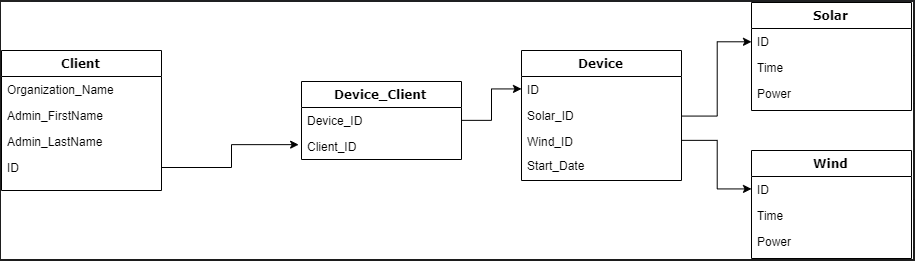 Client
Organization_Name
Admin_FirstName
Admin_LastName
ID
Device_Client
Device_ID
Client_ID
Device
ID
Solar_ID
Wind_ID
Start_Date
Solar
ID
Time
Power
Wind
ID
Time
Power